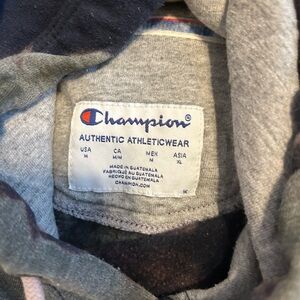 Champion®
AUTHENTIC ATHLETICWEAR
USA CA MEX ASIA
M M/M M XL
MADE IN GUATEMALA
FABRIQUÉ AU GUATEMALA
HECHO EN GUATEMALA
CHAMPION.COM